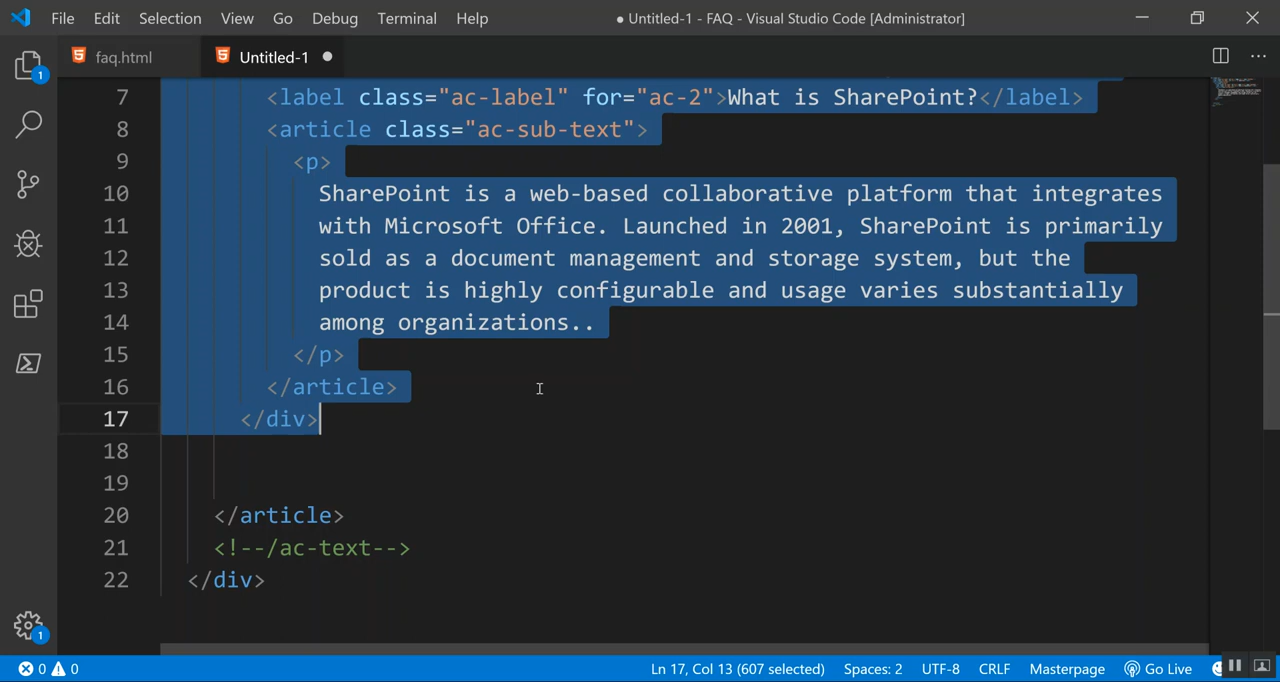 File Edit Selection View Go Debug Terminal Help ● Untitled-1 - FAQ - Visual Studio Code [Administrator]
faq.html Untitled-1 ●
1
7 <label class="ac-label" for="ac-2">What is SharePoint?</label>
8 <article class="ac-sub-text">
9 <p>
10 SharePoint is a web-based collaborative platform that integrates
11 with Microsoft Office. Launched in 2001, SharePoint is primarily
12 sold as a document management and storage system, but the
13 product is highly configurable and usage varies substantially
14 among organizations..
15 </p>
16 </article>
17 </div>
18
19
20 </article>
21 <!--/ac-text-->
22 </div>
1
0 0 Ln 17, Col 13 (607 selected) Spaces: 2 UTF-8 CRLF Masterpage Go Live